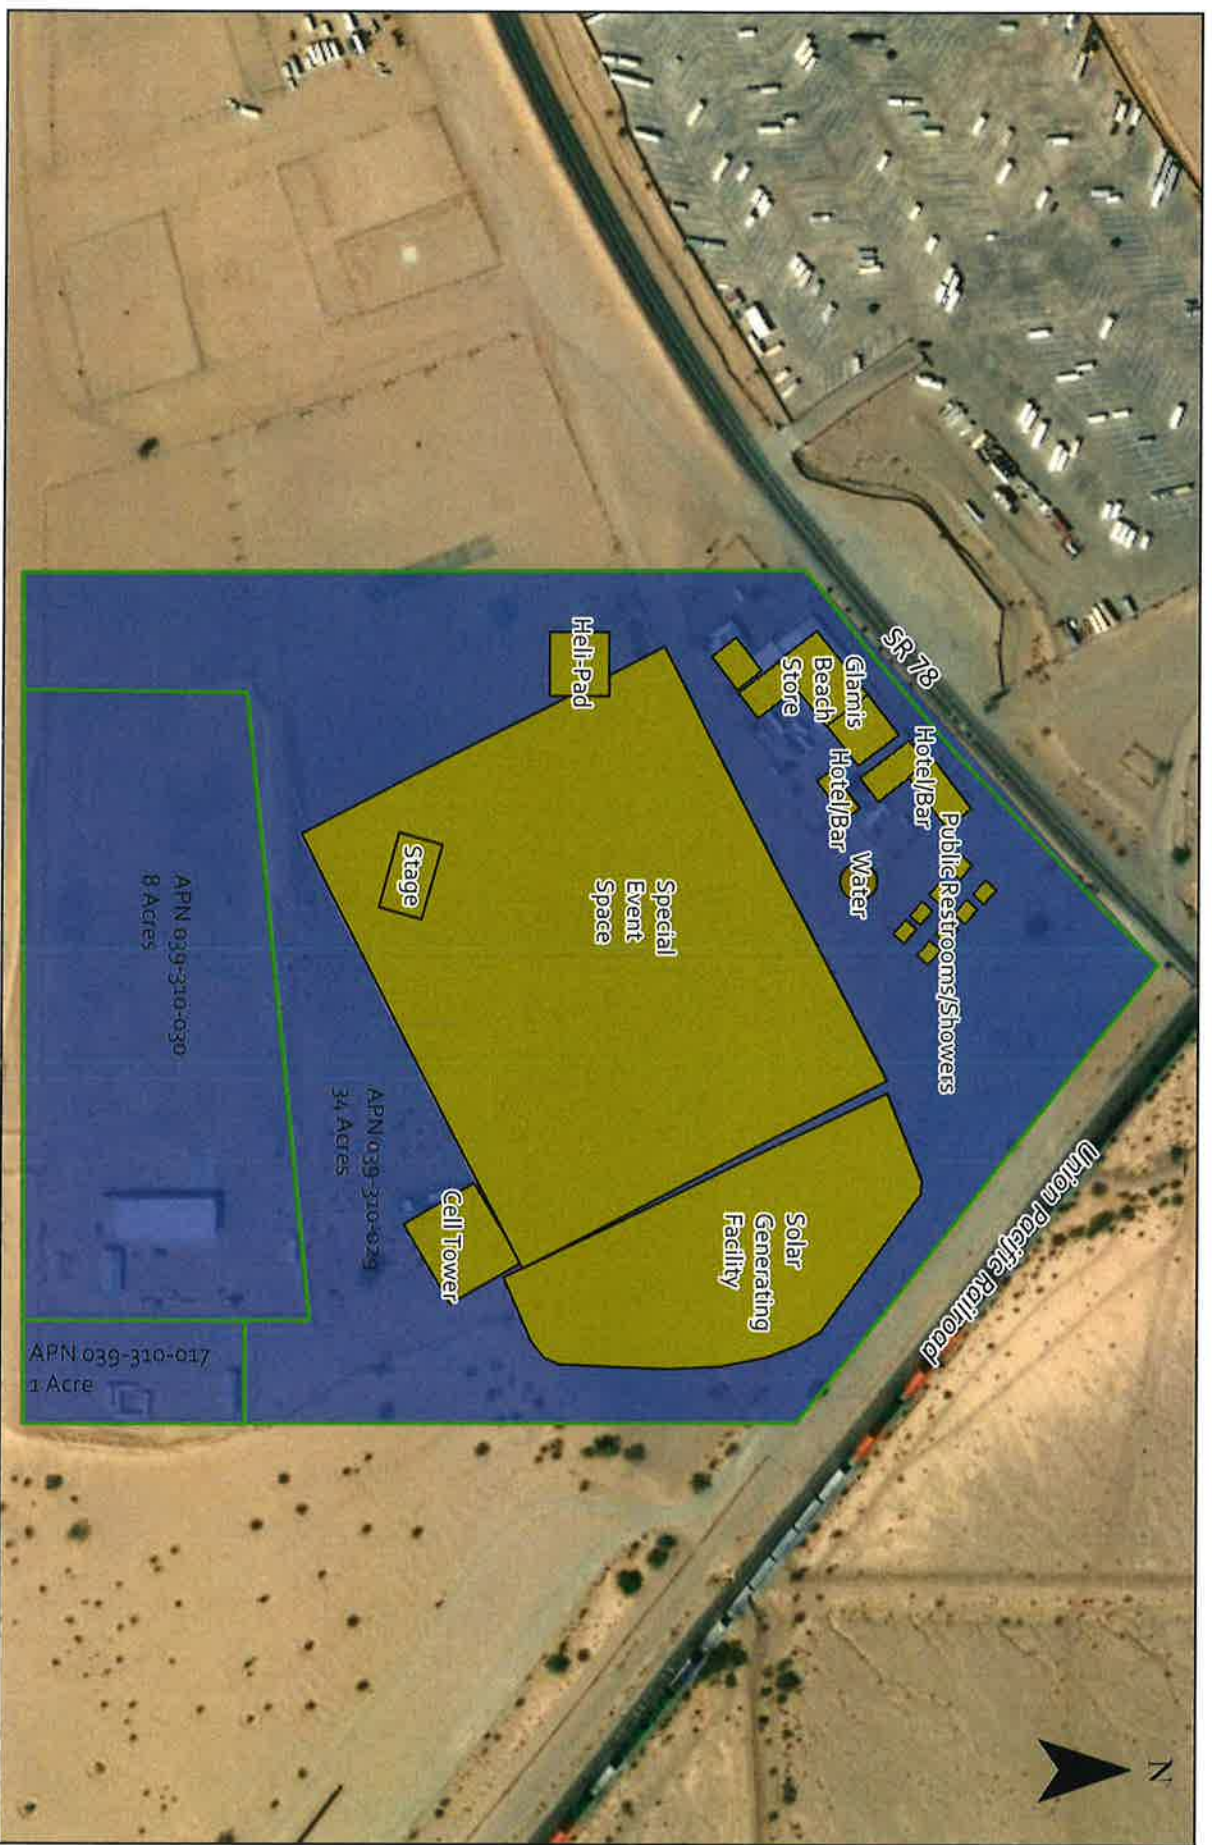 N
SR 78
Union Pacific Railroad
Hotel/Bar
Public Restrooms/Showers
Glamis
Beach
Store
Hotel/Bar
Water
Heli-Pad
Special
Event
Space
Solar
Generating
Facility
Stage
Cell Tower
APN 039-310-029
34 Acres
APN 039-310-030
8 Acres
APN 039-310-017
1 Acre